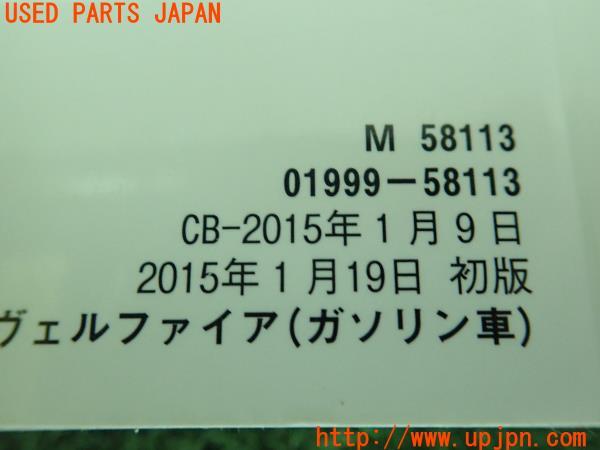 USED PARTS JAPAN
M 58113
01999-58113
CB-2015年1月9日
2015年1月19日 初版
ヴェルファイア(ガソリン車)
http://www.upjpn.com